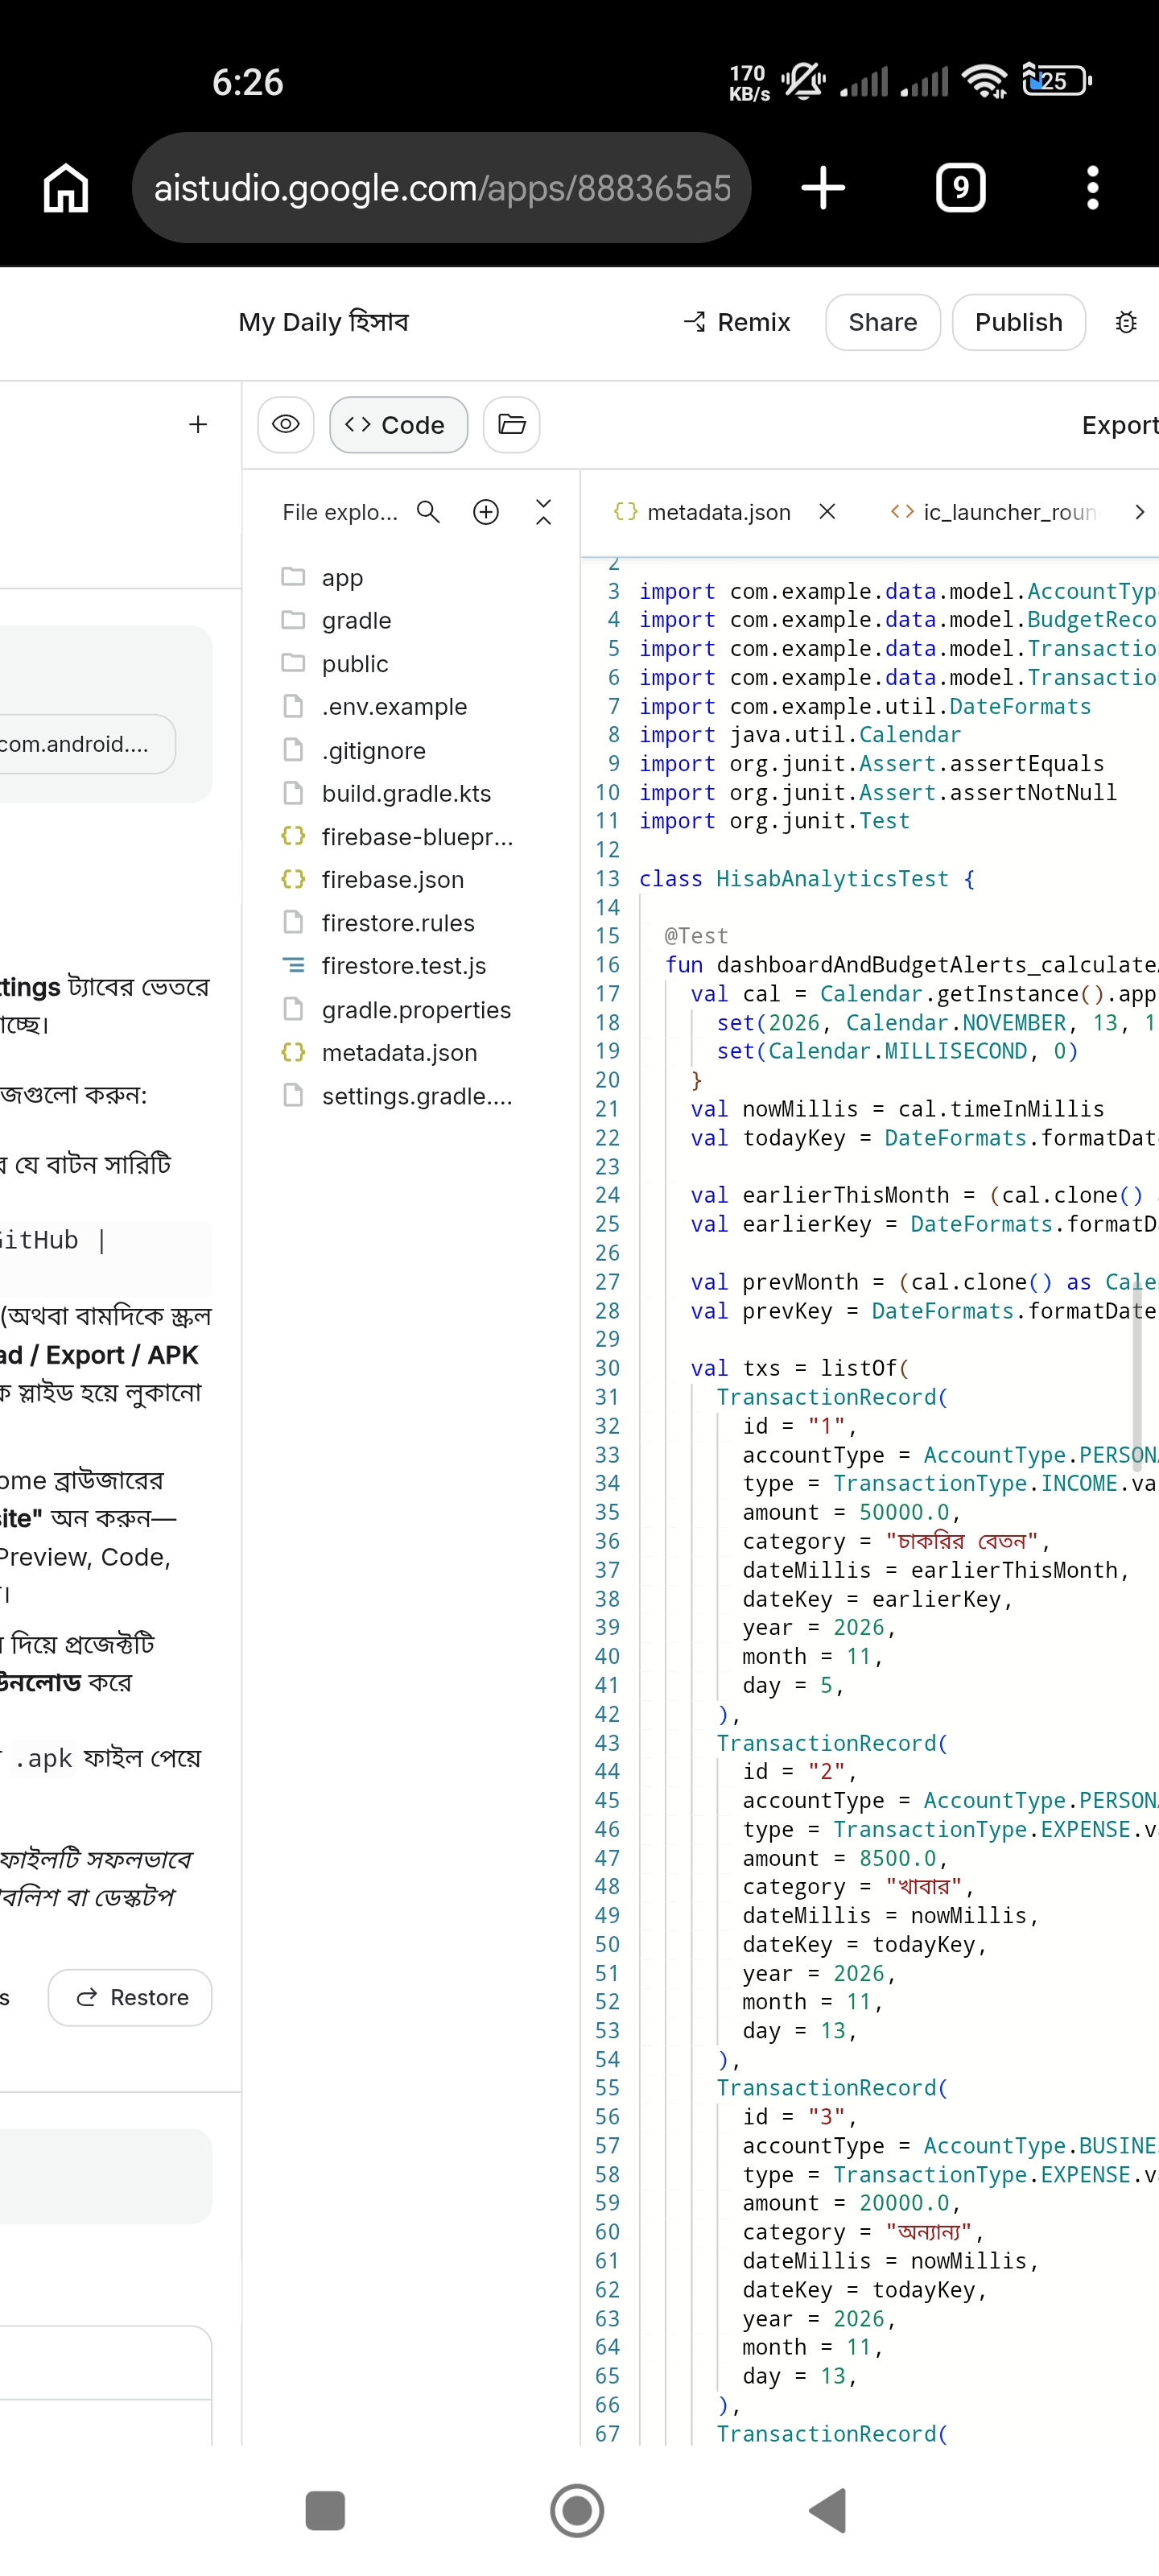 6:26
170
KB/s
25
aistudio.google.com/apps/888365a5
9
My Daily হিসাব
Remix
Share
Publish
Code
Export
File explo...
metadata.json
ic_launcher_roun
com.android....
ttings ট্যাবের ভেতরে
াচ্ছে।
জগুলো করুন:
র যে বাটন সারিটি
GitHub |
(অথবা বামদিকে স্ক্রল
ad / Export / APK
ক স্লাইড হয়ে লুকানো
ome ব্রাউজারের
site" অন করুন—
Preview, Code,
দিয়ে প্রজেক্টটি
উনলোড করে
.apk ফাইল পেয়ে
ফাইলটি সফলভাবে
াবলিশ বা ডেস্কটপ
s
Restore
app
gradle
public
.env.example
.gitignore
build.gradle.kts
firebase-bluepr...
firebase.json
firestore.rules
firestore.test.js
gradle.properties
metadata.json
settings.gradle....
2
3 import com.example.data.model.AccountTyp
4 import com.example.data.model.BudgetReco
5 import com.example.data.model.Transactio
6 import com.example.data.model.Transactio
7 import com.example.util.DateFormats
8 import java.util.Calendar
9 import org.junit.Assert.assertEquals
10 import org.junit.Assert.assertNotNull
11 import org.junit.Test
12
13 class HisabAnalyticsTest {
14
15 @Test
16 fun dashboardAndBudgetAlerts_calculateA
17 val cal = Calendar.getInstance().app
18 set(2026, Calendar.NOVEMBER, 13, 1
19 set(Calendar.MILLISECOND, 0)
20 }
21 val nowMillis = cal.timeInMillis
22 val todayKey = DateFormats.formatDat
23
24 val earlierThisMonth = (cal.clone() a
25 val earlierKey = DateFormats.formatDa
26
27 val prevMonth = (cal.clone() as Cale
28 val prevKey = DateFormats.formatDate
29
30 val txs = listOf(
31 TransactionRecord(
32 id = "1",
33 accountType = AccountType.PERSONA
34 type = TransactionType.INCOME.va
35 amount = 50000.0,
36 category = "চাকরির বেতন",
37 dateMillis = earlierThisMonth,
38 dateKey = earlierKey,
39 year = 2026,
40 month = 11,
41 day = 5,
42 ),
43 TransactionRecord(
44 id = "2",
45 accountType = AccountType.PERSONA
46 type = TransactionType.EXPENSE.va
47 amount = 8500.0,
48 category = "খাবার",
49 dateMillis = nowMillis,
50 dateKey = todayKey,
51 year = 2026,
52 month = 11,
53 day = 13,
54 ),
55 TransactionRecord(
56 id = "3",
57 accountType = AccountType.BUSINE
58 type = TransactionType.EXPENSE.va
59 amount = 20000.0,
60 category = "অন্যান্য",
61 dateMillis = nowMillis,
62 dateKey = todayKey,
63 year = 2026,
64 month = 11,
65 day = 13,
66 ),
67 TransactionRecord(